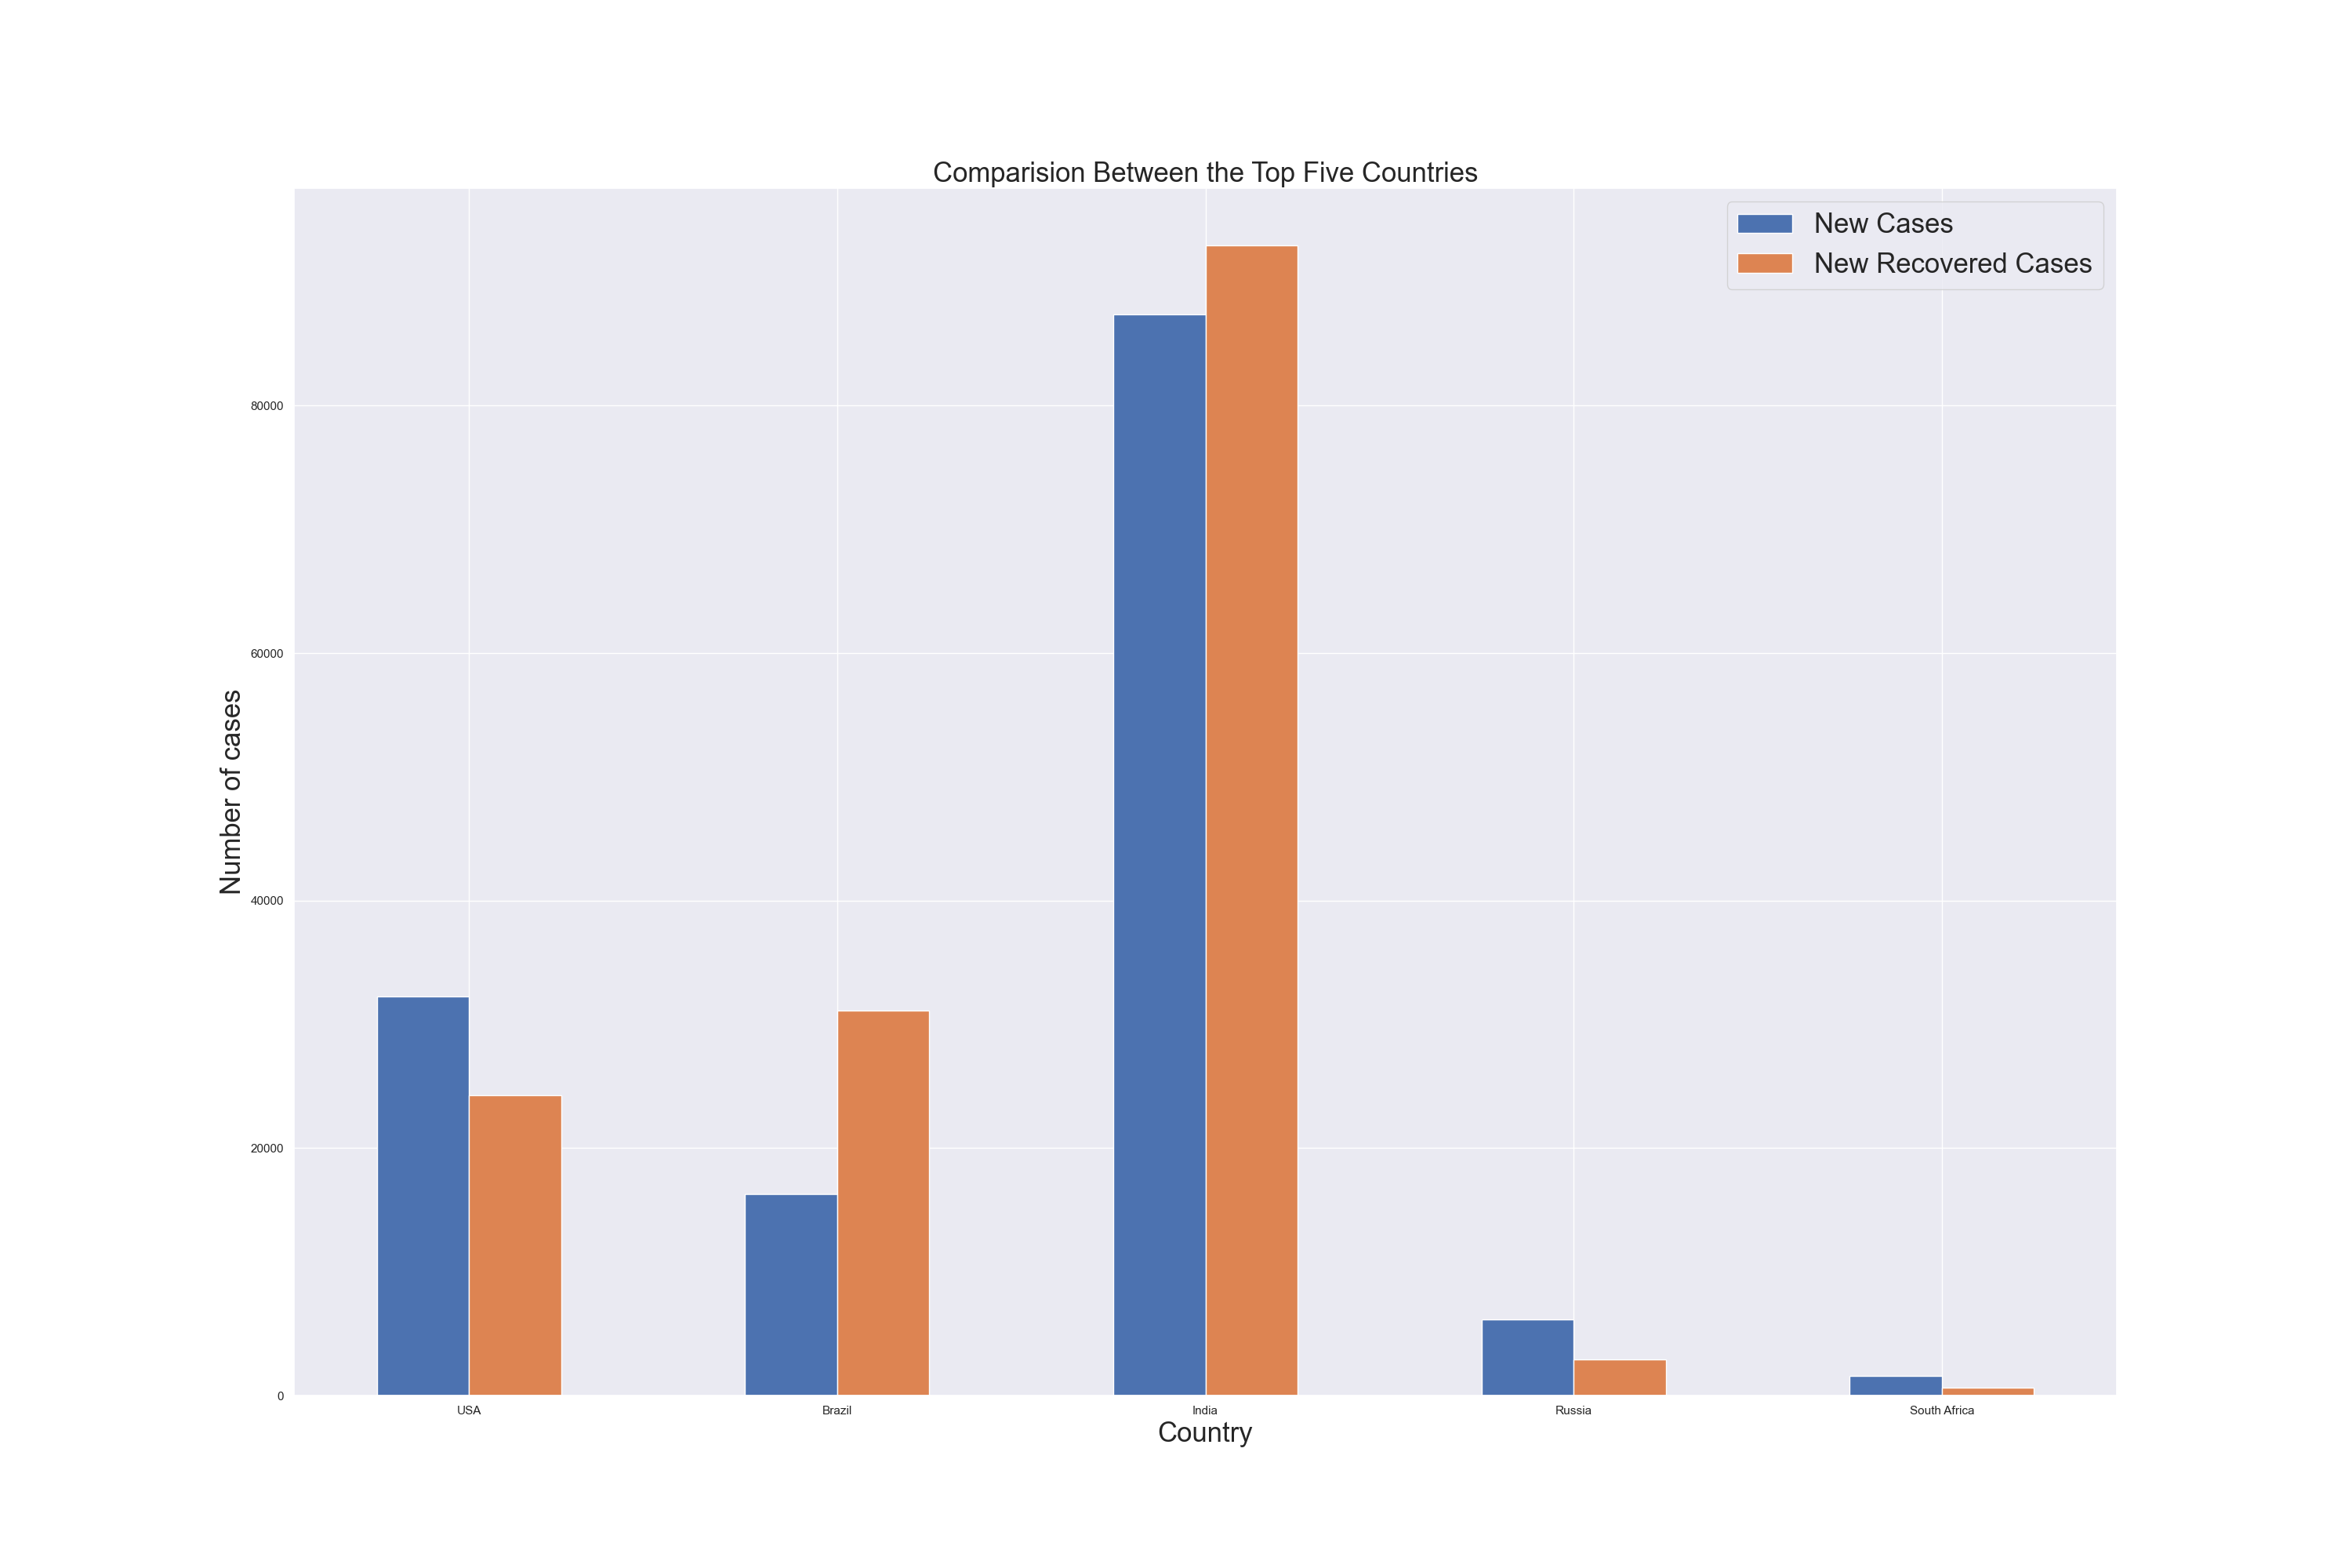 Comparision Between the Top Five Countries
New Cases
New Recovered Cases
80000
60000
40000
20000
0
Number of cases
USA
Brazil
India
Russia
South Africa
Country